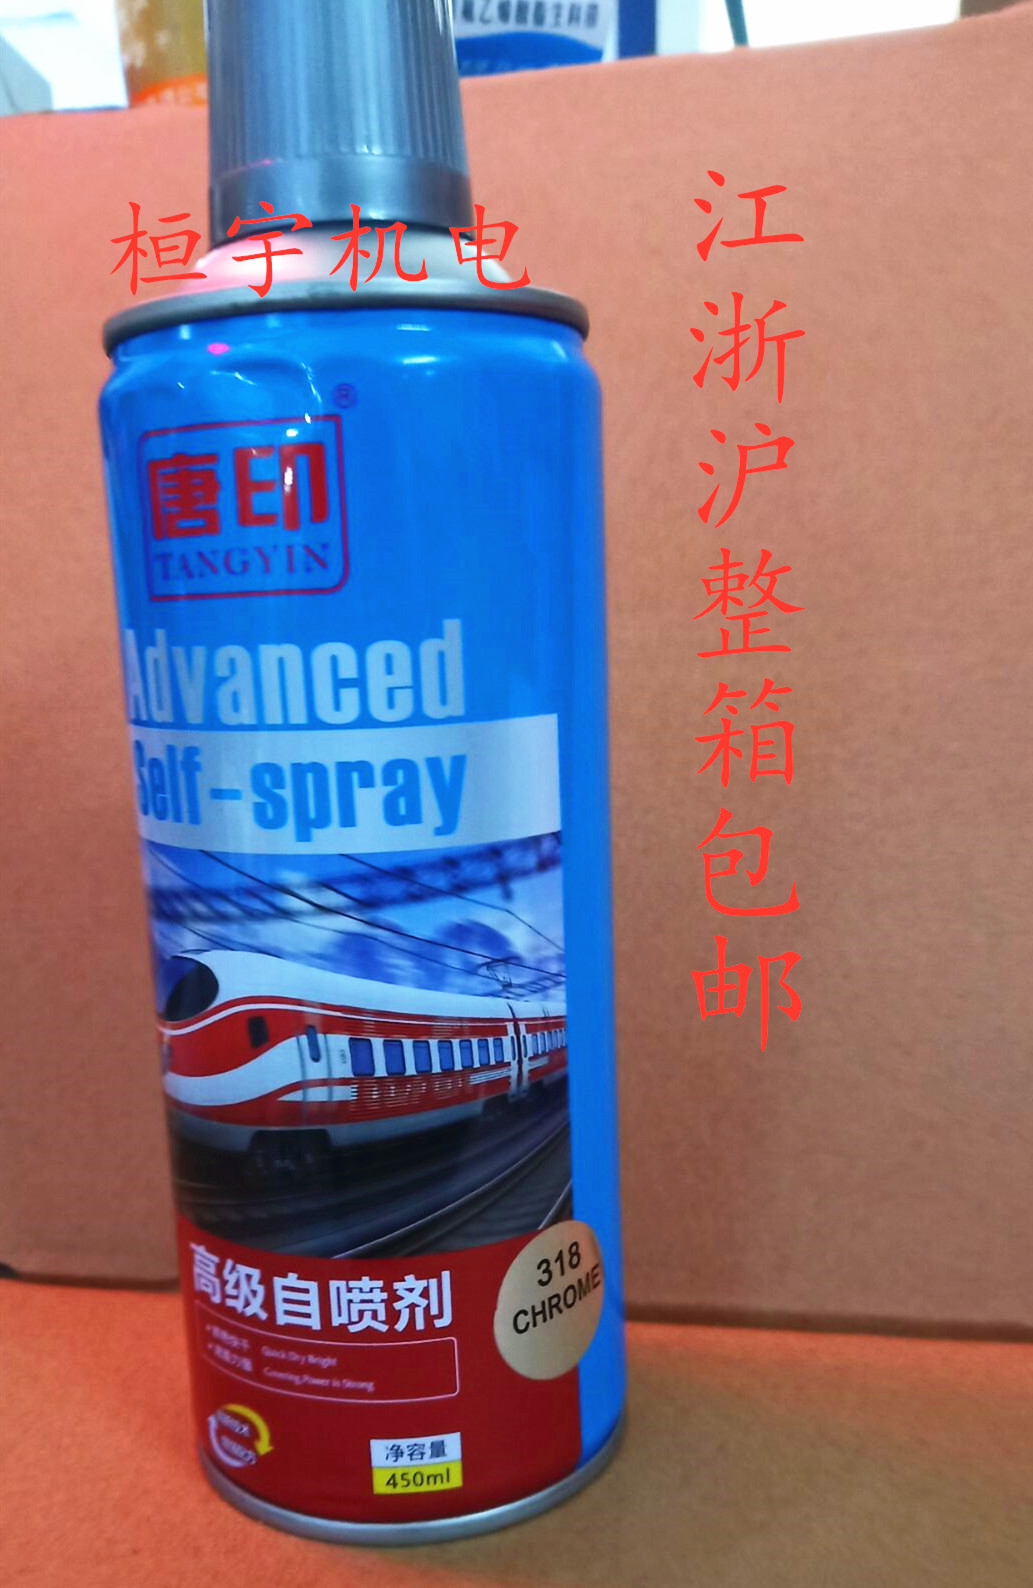 桓宇机电
江浙沪整箱包邮
唐印
®
TANGYIN
Advanced
Self-spray
高级自喷剂
318
CHROME
Quick Dry Bright
Covering Power is Strong
净容量
450ml